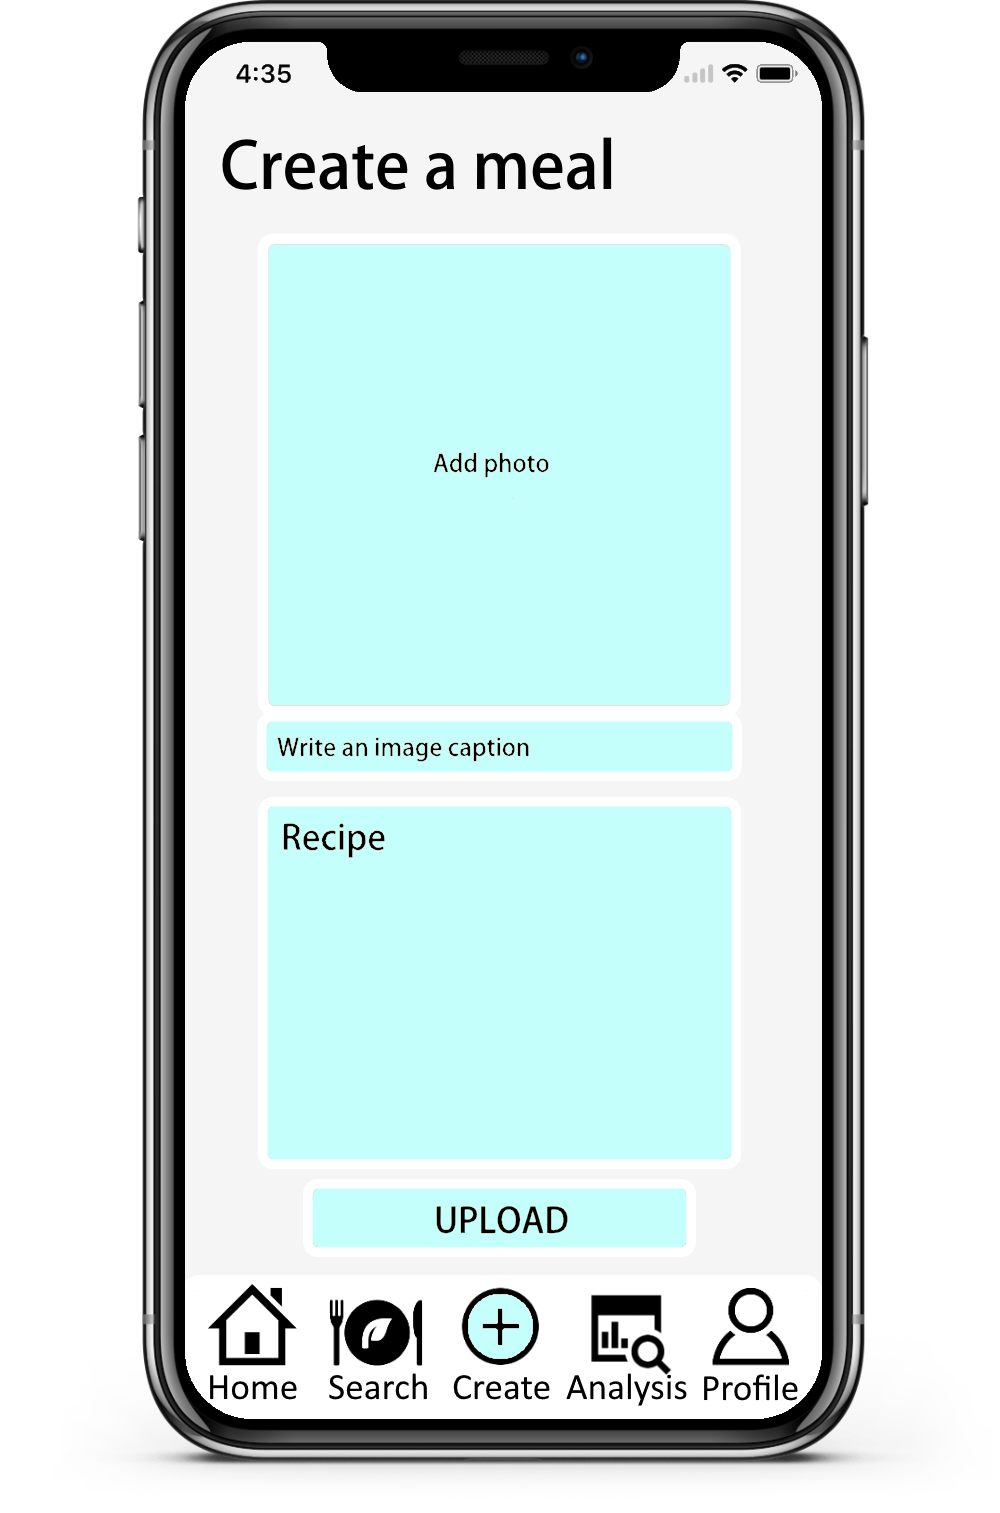 4:35
Create a meal
Add photo
Write an image caption
Recipe
UPLOAD
Home Search Create Analysis Profile